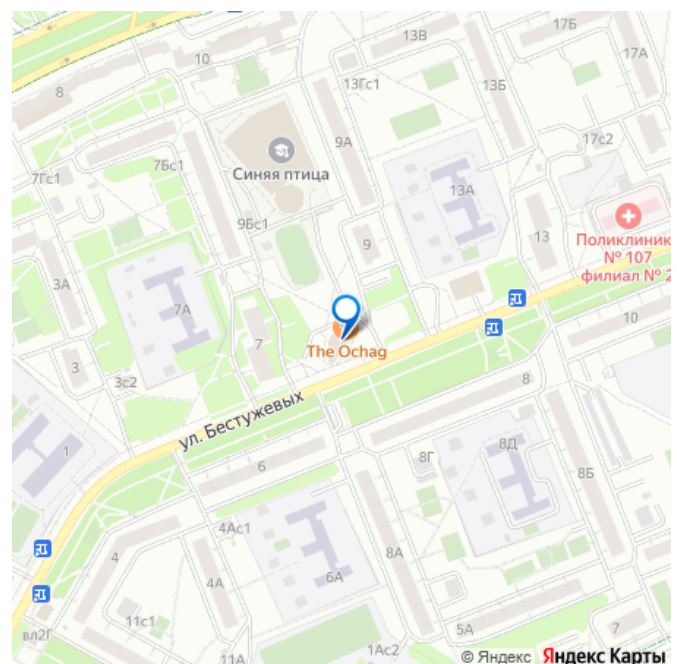 17Б
13В
17А
10
8
13Гс1
13Б
9А
17с2
Синяя птица
7Бс1
7Гс1
13А
9Бс1
9
13
Поликлиник
№ 107
филиал № 2
3А
7А
10
7
The Ochag
3
3с2
8
ул. Бестужевых
1
6
8Г
8Д
8Б
4Ас1
4
4А
6А
8А
11с1
вл2Г
5А
7
1Ас2
11А
© Яндекс Яндекс Карты